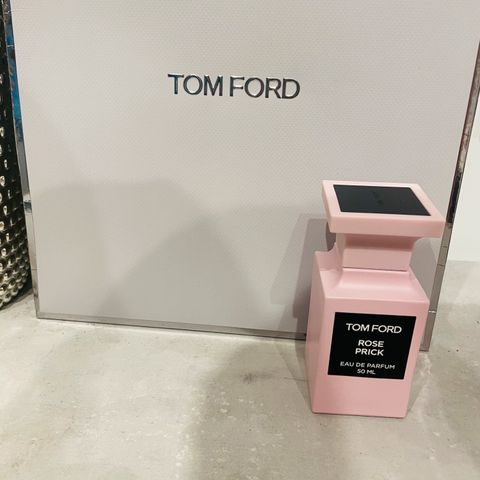 TOM FORD
TOM FORD
ROSE
PRICK
EAU DE PARFUM
50 ML